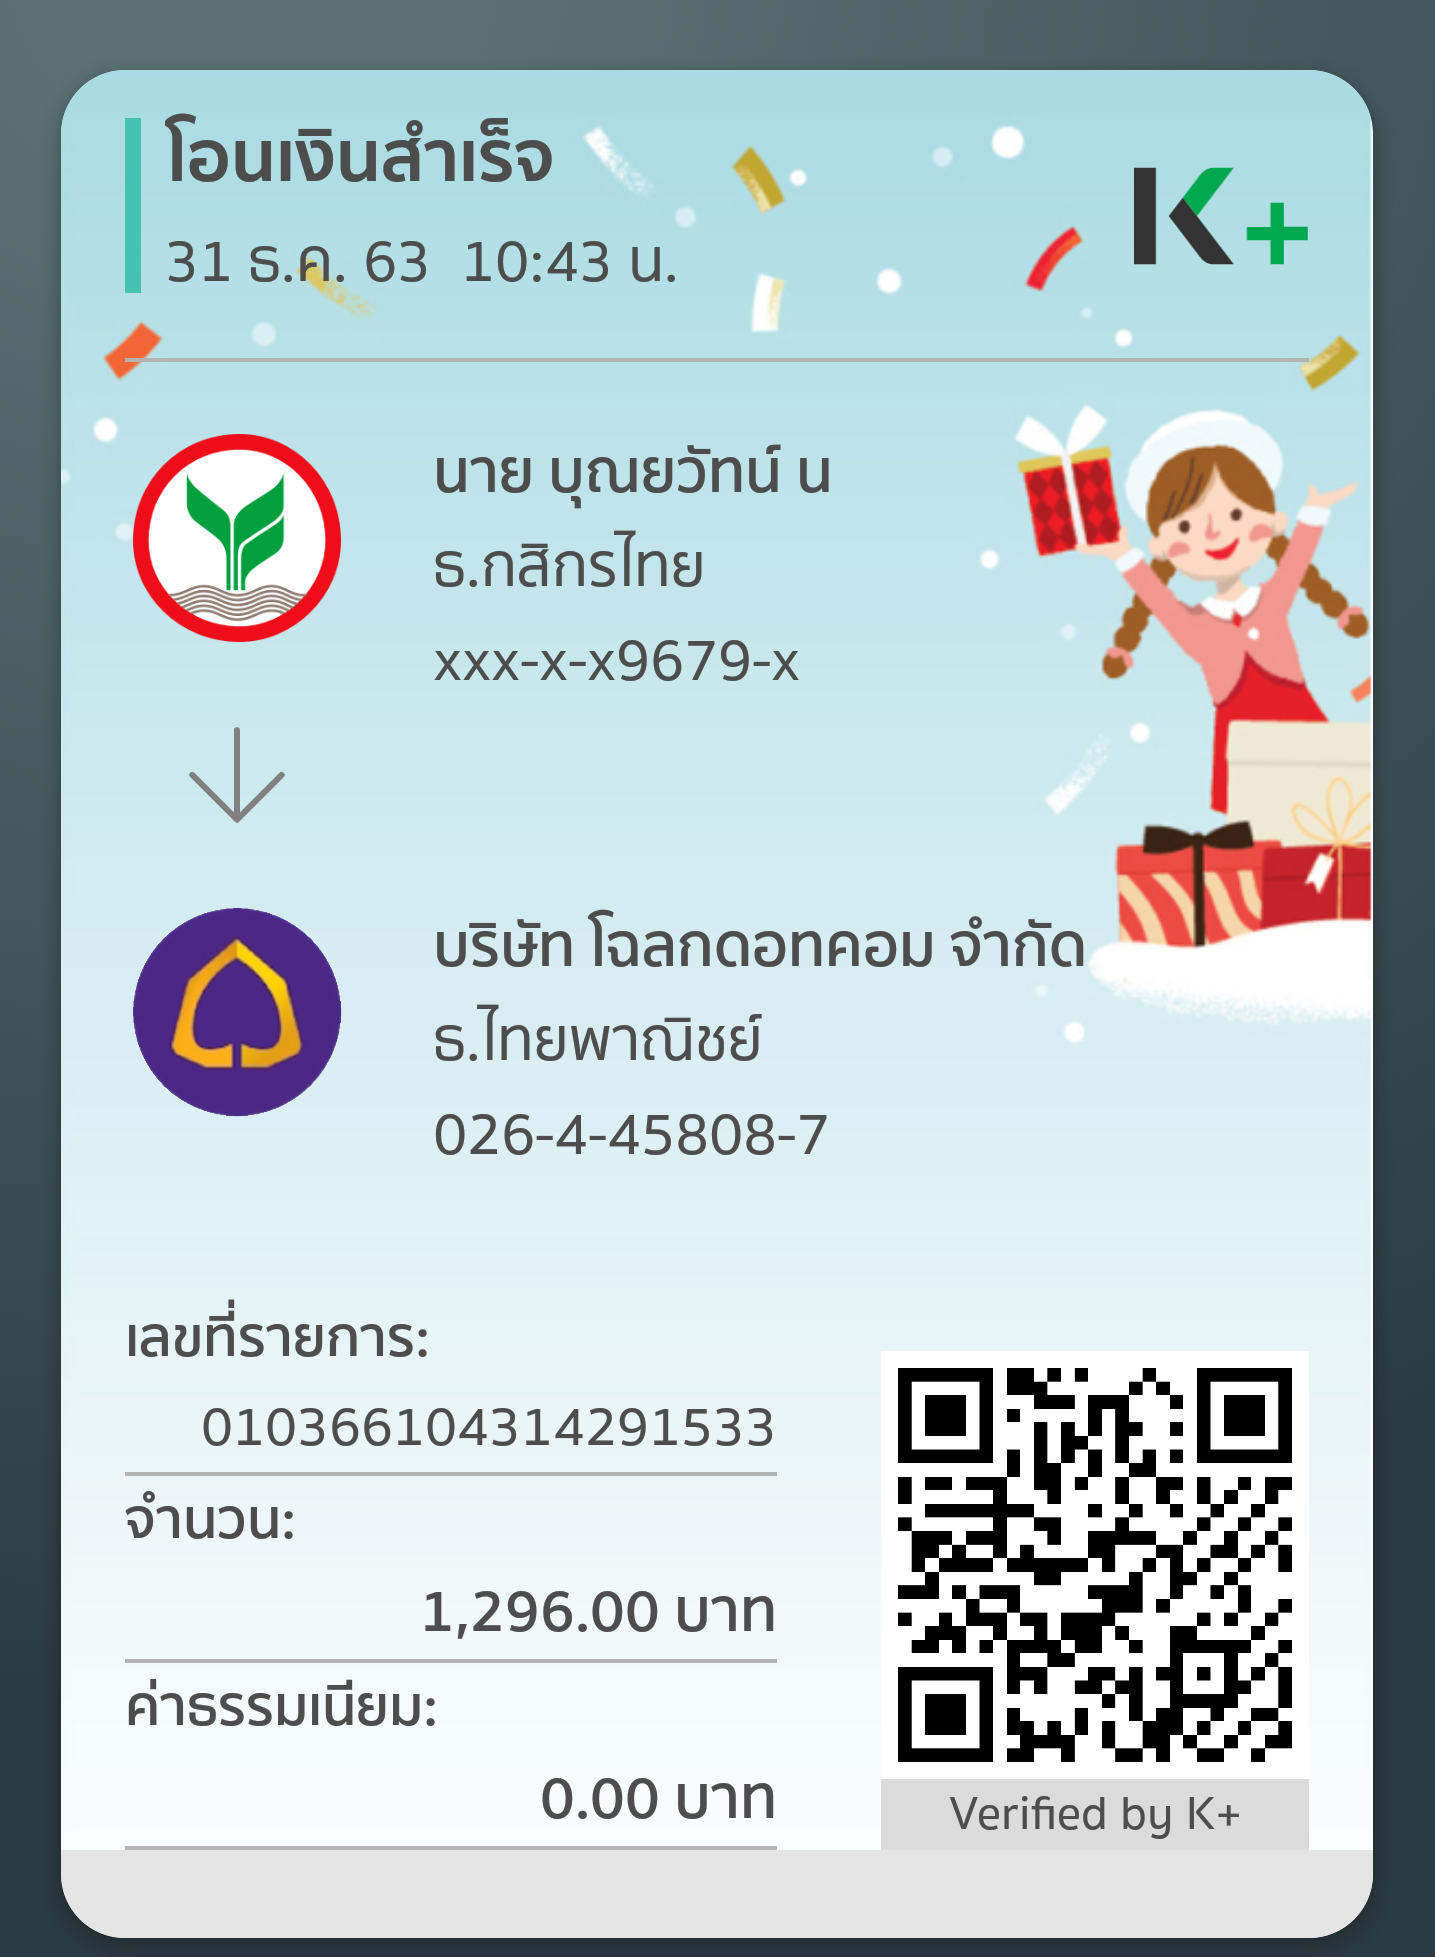 โอนเงินสำเร็จ
31 ธ.ค. 63 10:43 น.
K+
นาย บุณยวัทน์ น
ธ.กสิกรไทย
xxx-x-x9679-x
บริษัท โฉลกดอทคอม จำกัด
ธ.ไทยพาณิชย์
026-4-45808-7
เลขที่รายการ:
010366104314291533
จำนวน:
1,296.00 บาท
ค่าธรรมเนียม:
0.00 บาท
Verified by K+